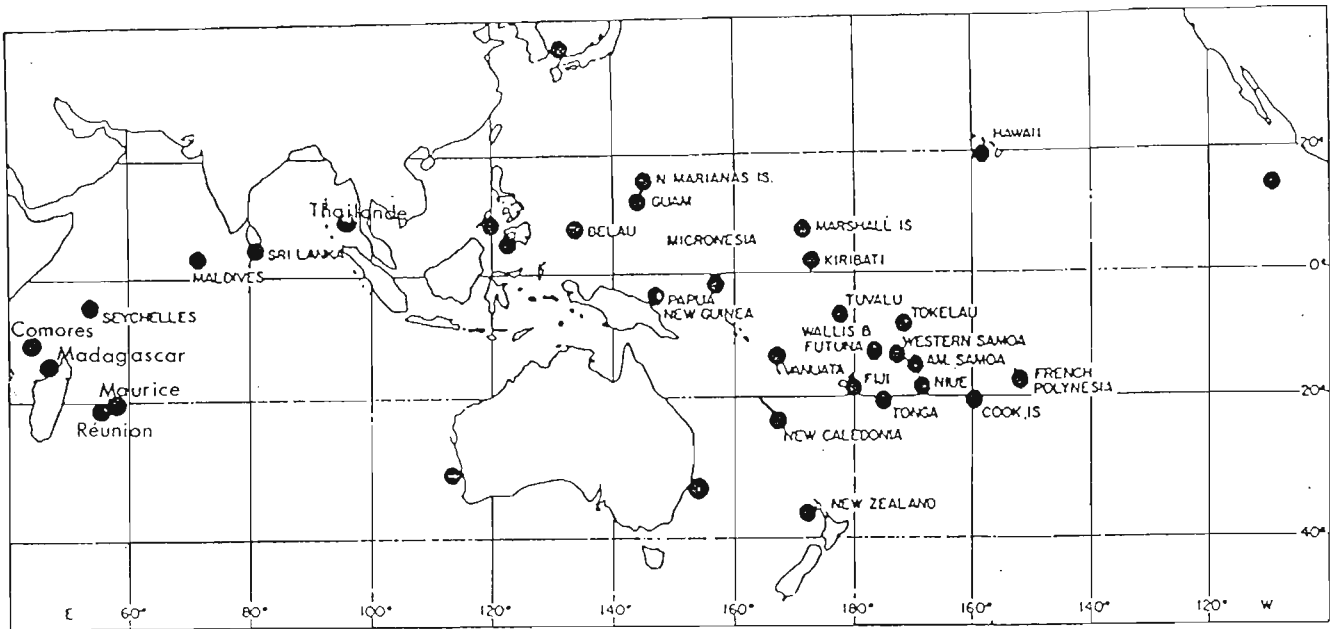 HAWAII
20°
N MARIANAS IS.
GUAM
Thailande
BELAU
MARSHALL IS
MICRONESIA
SRI LANKA
KIRIBATI
MALDIVES
0°
SEYCHELLES
PAPUA
NEW GUINEA
TUVALU
TOKELAU
Comores
WALLIS &
FUTUNA
WESTERN SAMOA
Madagascar
AM. SAMOA
VANUATA
FIJI
NIUE
FRENCH
POLYNESIA
Maurice
20°
TONGA
COOK IS
Réunion
NEW CALEDONIA
NEW ZEALAND
40°
E 60° 80° 100° 120° 140° 160° 180° 160° 120° W